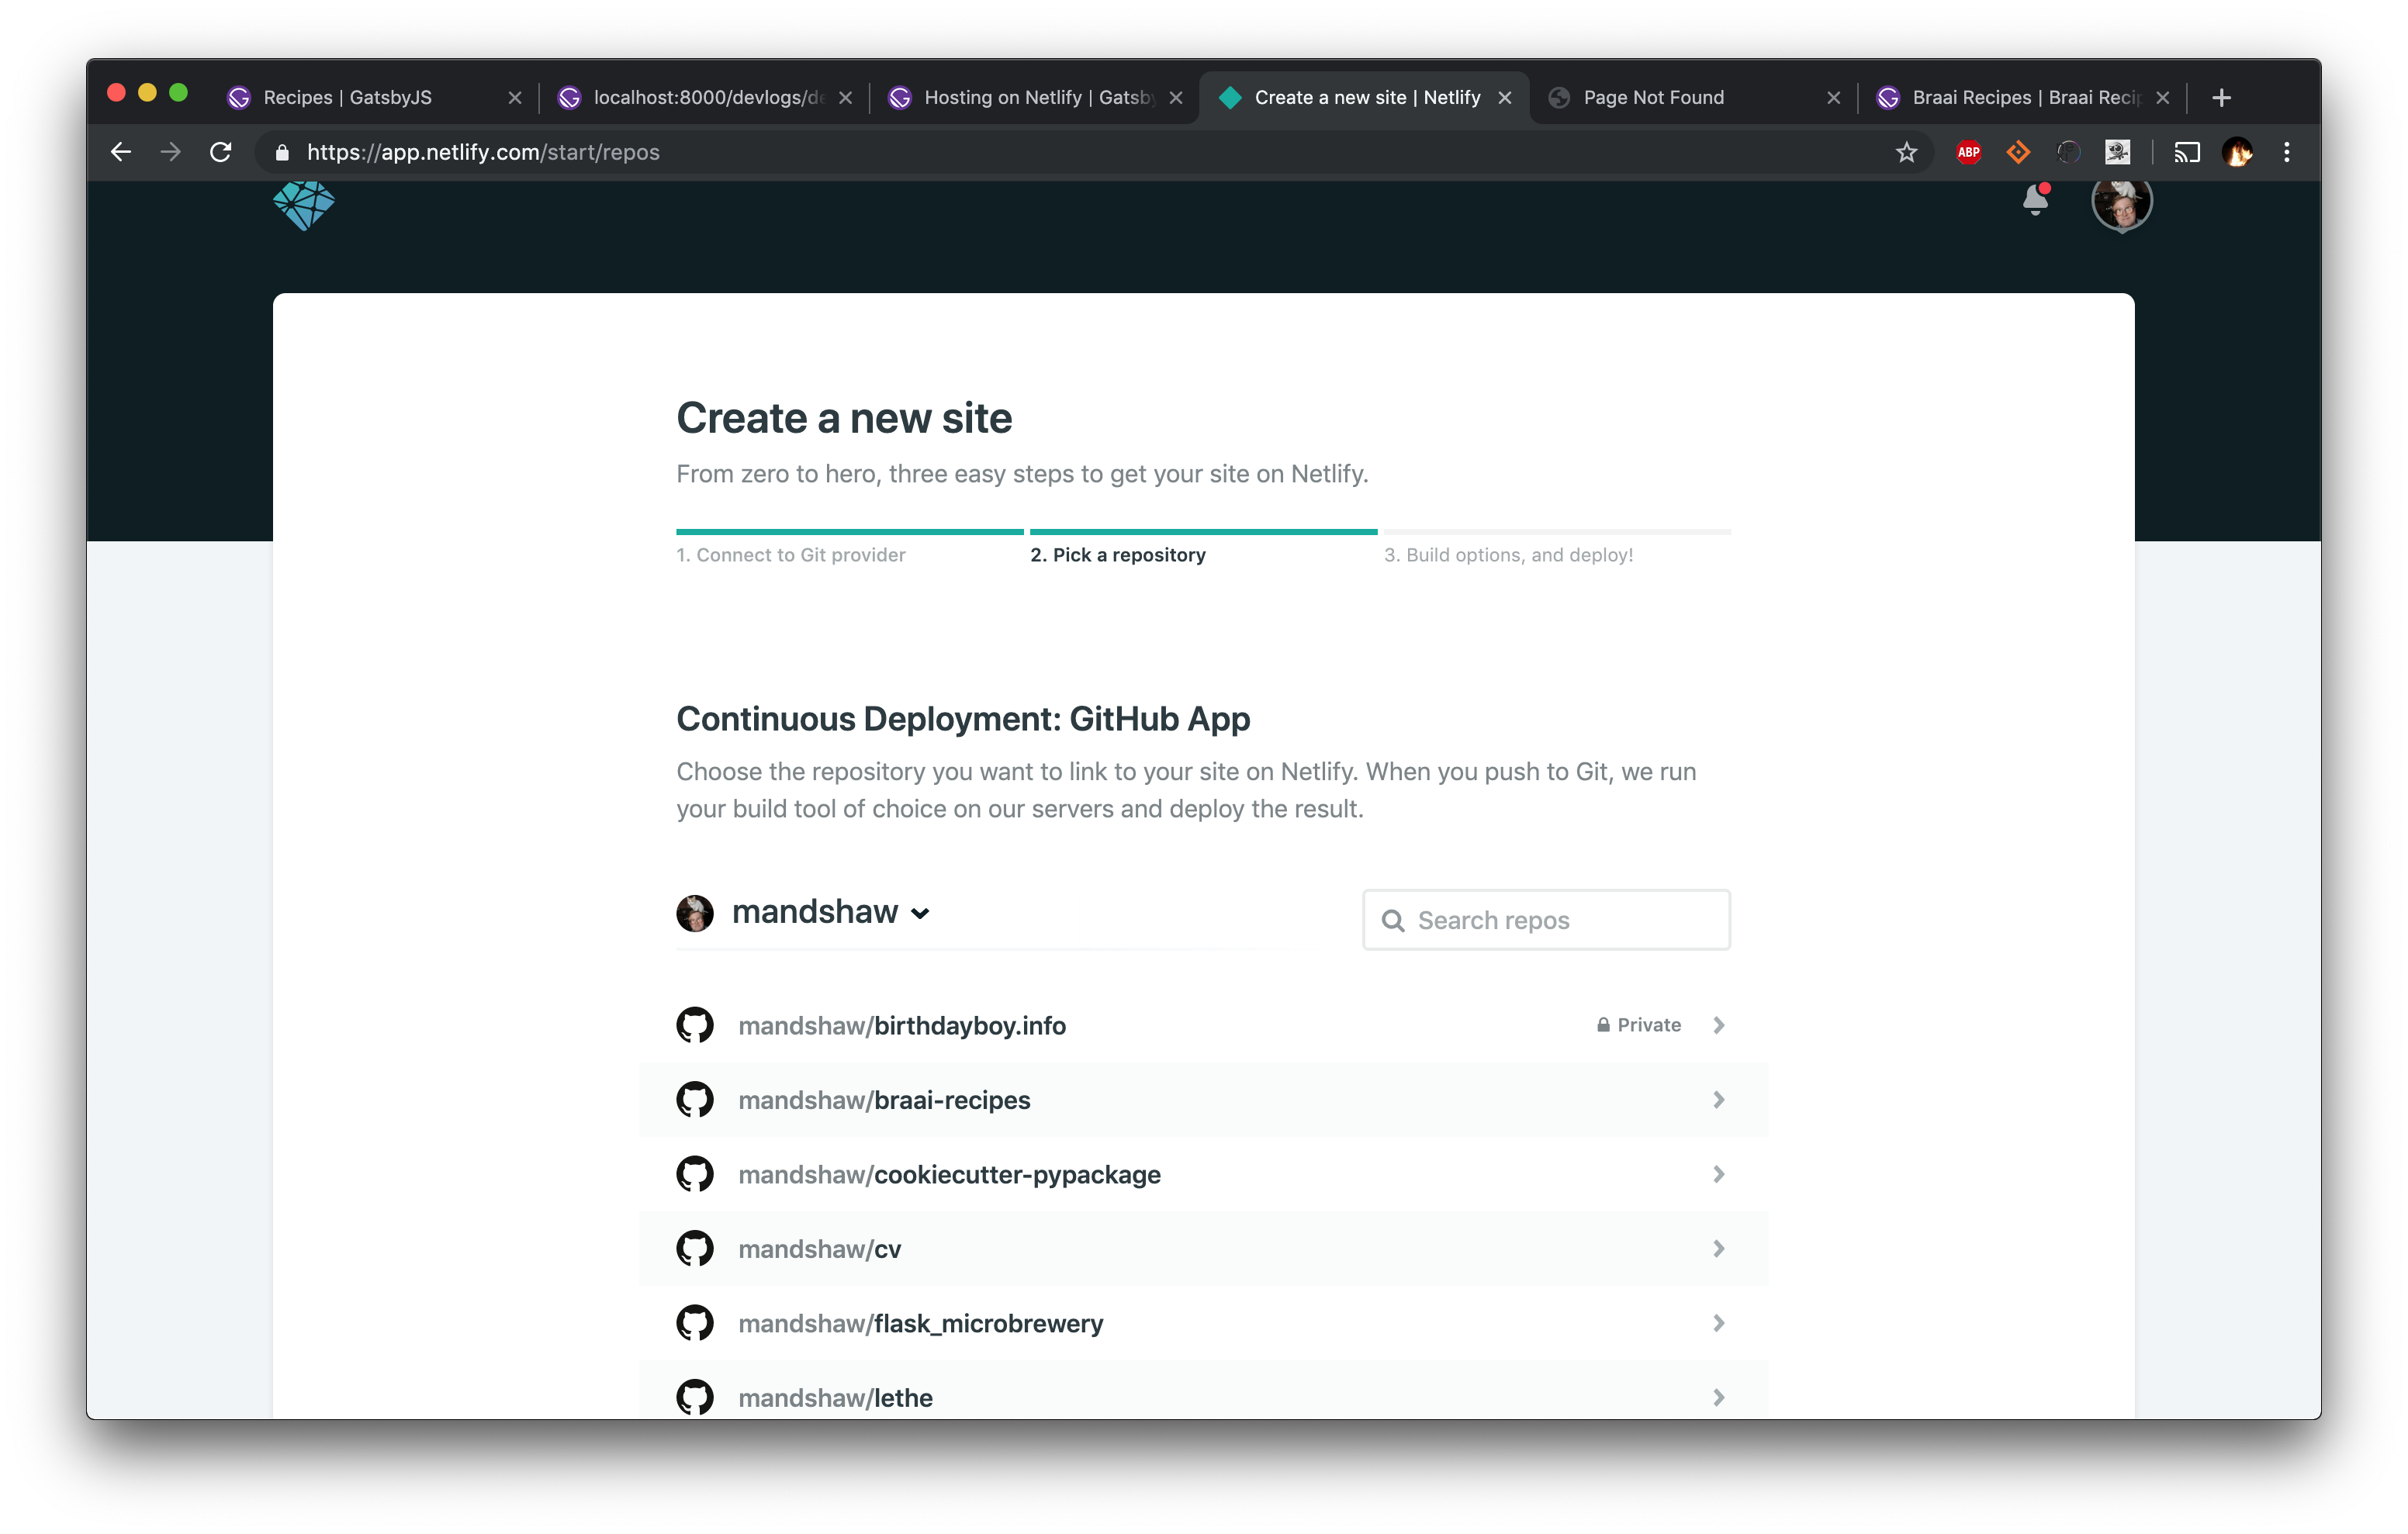 Recipes | GatsbyJS
localhost:8000/devlogs/de
Hosting on Netlify | Gatsby
Create a new site | Netlify
Page Not Found
Braai Recipes | Braai Recip
https://app.netlify.com/start/repos
ABP
Create a new site
From zero to hero, three easy steps to get your site on Netlify.
1. Connect to Git provider
2. Pick a repository
3. Build options, and deploy!
Continuous Deployment: GitHub App
Choose the repository you want to link to your site on Netlify. When you push to Git, we run
your build tool of choice on our servers and deploy the result.
mandshaw
Search repos
mandshaw/birthdayboy.info
Private
mandshaw/braai-recipes
mandshaw/cookiecutter-pypackage
mandshaw/cv
mandshaw/flask_microbrewery
mandshaw/lethe